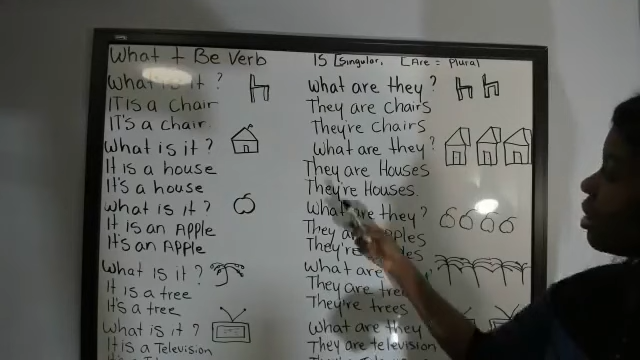 What + Be Verb
What is it ?
IT Is a Chair
IT'S a Chair
What is it ?
It is a house
It's a house
What is it ?
It is an Apple
It's an Apple
What is it ?
It is a tree
It's a tree
What is it ?
It is a Television
IS [Singular, [Are = Plural
What are they ?
They are chairs
They're chairs
What are they ?
They are Houses
They're Houses.
What are they ?
They
They're
What are
They are
They're trees
What are they ?
They are television